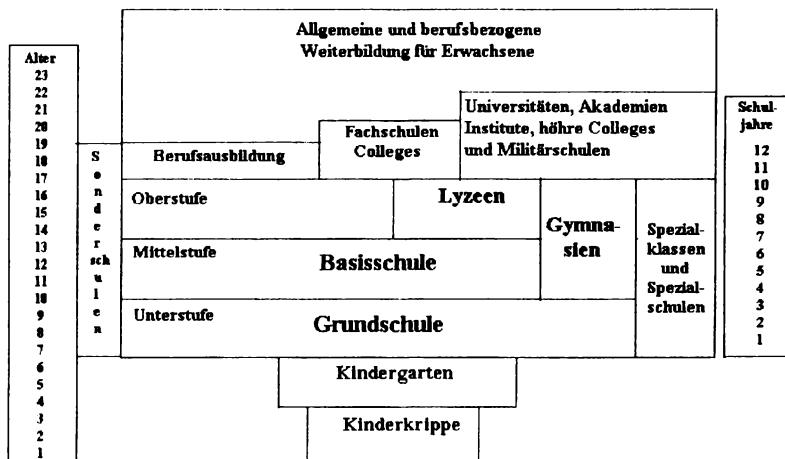 Allgemeine und berufsbezogene
Weiterbildung für Erwachsene
Alter
23
22
21
20
19
18
17
16
15
14
13
12
11
10
9
8
7
6
5
4
3
2
1
S
o
n
d
e
r
sch
u
l
e
n
Universitäten, Akademien
Institute, höhre Colleges
und Militärschulen
Fachschulen
Colleges
Berufsausbildung
Schul-
jahre
12
11
10
9
8
7
6
5
4
3
2
1
Oberstufe
Lyzeen
Gymna-
sien
Spezial-
klassen
und
Spezial-
schulen
Mittelstufe
Basisschule
Unterstufe
Grundschule
Kindergarten
Kinderkrippe